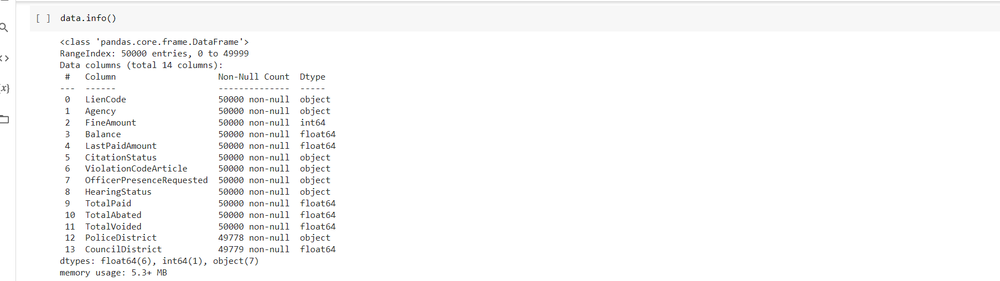 [ ] data.info()
<class 'pandas.core.frame.DataFrame'>
RangeIndex: 50000 entries, 0 to 49999
Data columns (total 14 columns):
 #   Column                    Non-Null Count  Dtype
---  ------                    --------------  -----
 0   LienCode                  50000 non-null  object
 1   Agency                    50000 non-null  object
 2   FineAmount                50000 non-null  int64
 3   Balance                   50000 non-null  float64
 4   LastPaidAmount            50000 non-null  float64
 5   CitationStatus            50000 non-null  object
 6   ViolationCodeArticle      50000 non-null  object
 7   OfficerPresenceRequested  50000 non-null  object
 8   HearingStatus             50000 non-null  object
 9   TotalPaid                 50000 non-null  float64
 10  TotalAbated               50000 non-null  float64
 11  TotalVoided               50000 non-null  float64
 12  PoliceDistrict            49778 non-null  object
 13  CouncilDistrict           49779 non-null  float64
dtypes: float64(6), int64(1), object(7)
memory usage: 5.3+ MB